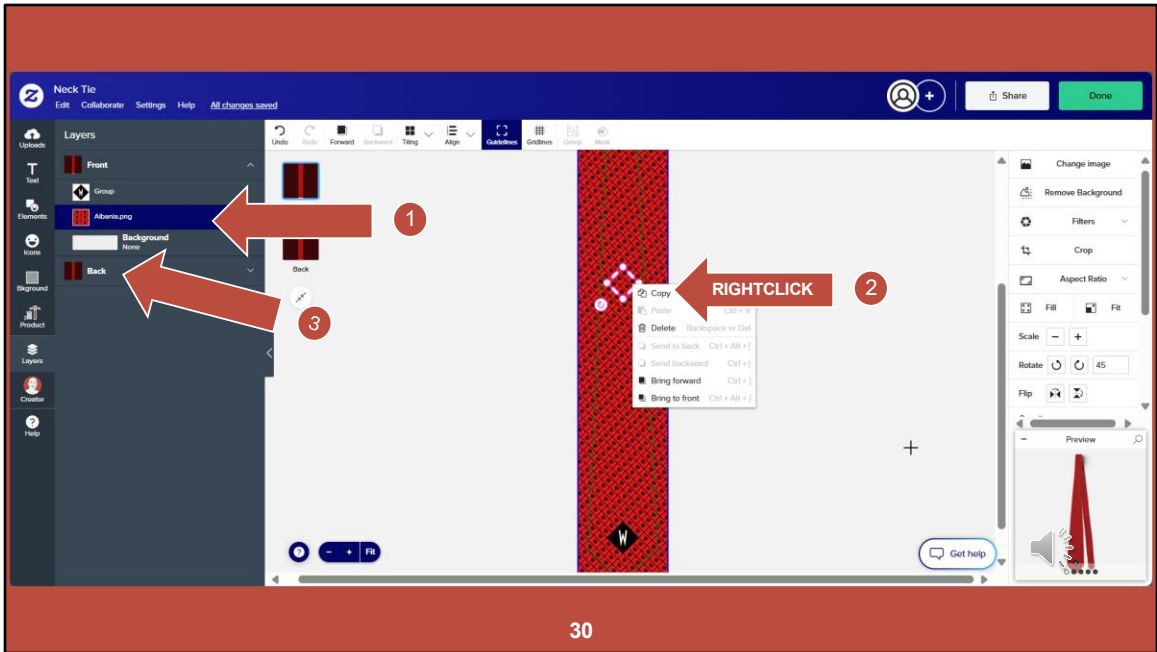 Neck Tie
Edit Collaborate Settings Help All changes saved
Share
Done
Uploads
Text
Elements
Icons
Bkground
Product
Layers
Creator
Help
Layers
Front
Group
Albania.png
Background
None
Back
Undo Redo Forward Backward Tiling Align Guidelines Gridlines Group Mask
Back
1
3
RIGHTCLICK
2
Copy
Paste Ctrl + V
Delete Backspace or Del
Send to back Ctrl + Alt + [
Send backward Ctrl + [
Bring forward Ctrl + ]
Bring to front Ctrl + Alt + ]
W
Fit
Get help
Change image
Remove Background
Filters
Crop
Aspect Ratio
Fill Fit
Scale
Rotate 45
Flip
Preview
30